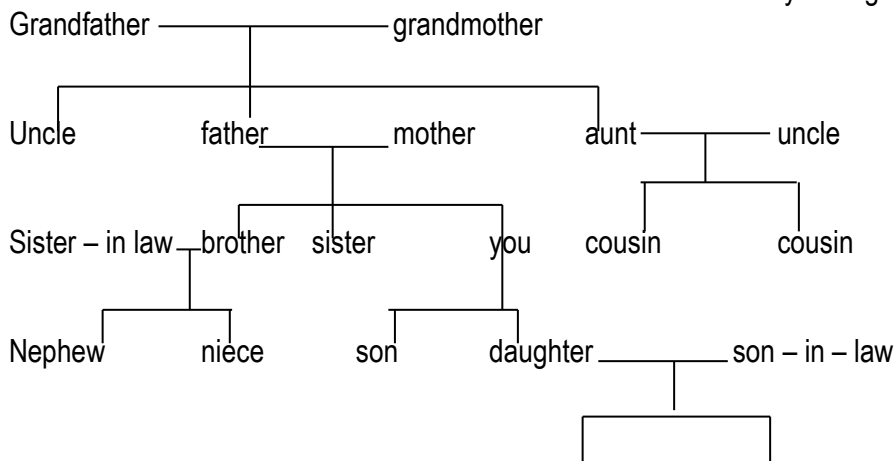 Grandfather grandmother
Uncle father mother aunt uncle
Sister – in law brother sister you cousin cousin
Nephew niece son daughter son – in – law